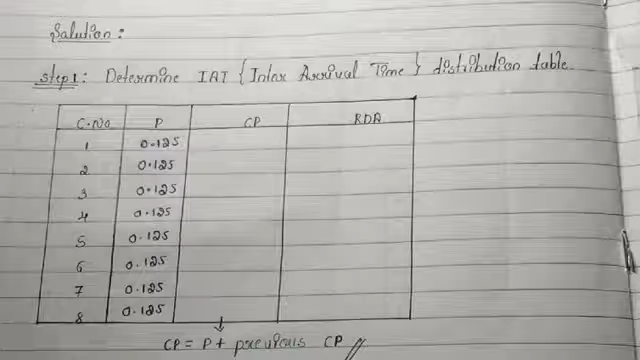 Solution:
Step1: Determine IAT {Inter Arrival Time} distribution table
C.No P CP RDA
1 0.125
2 0.125
3 0.125
4 0.125
5 0.125
6 0.125
7 0.125
8 0.125
CP = P + previous CP //